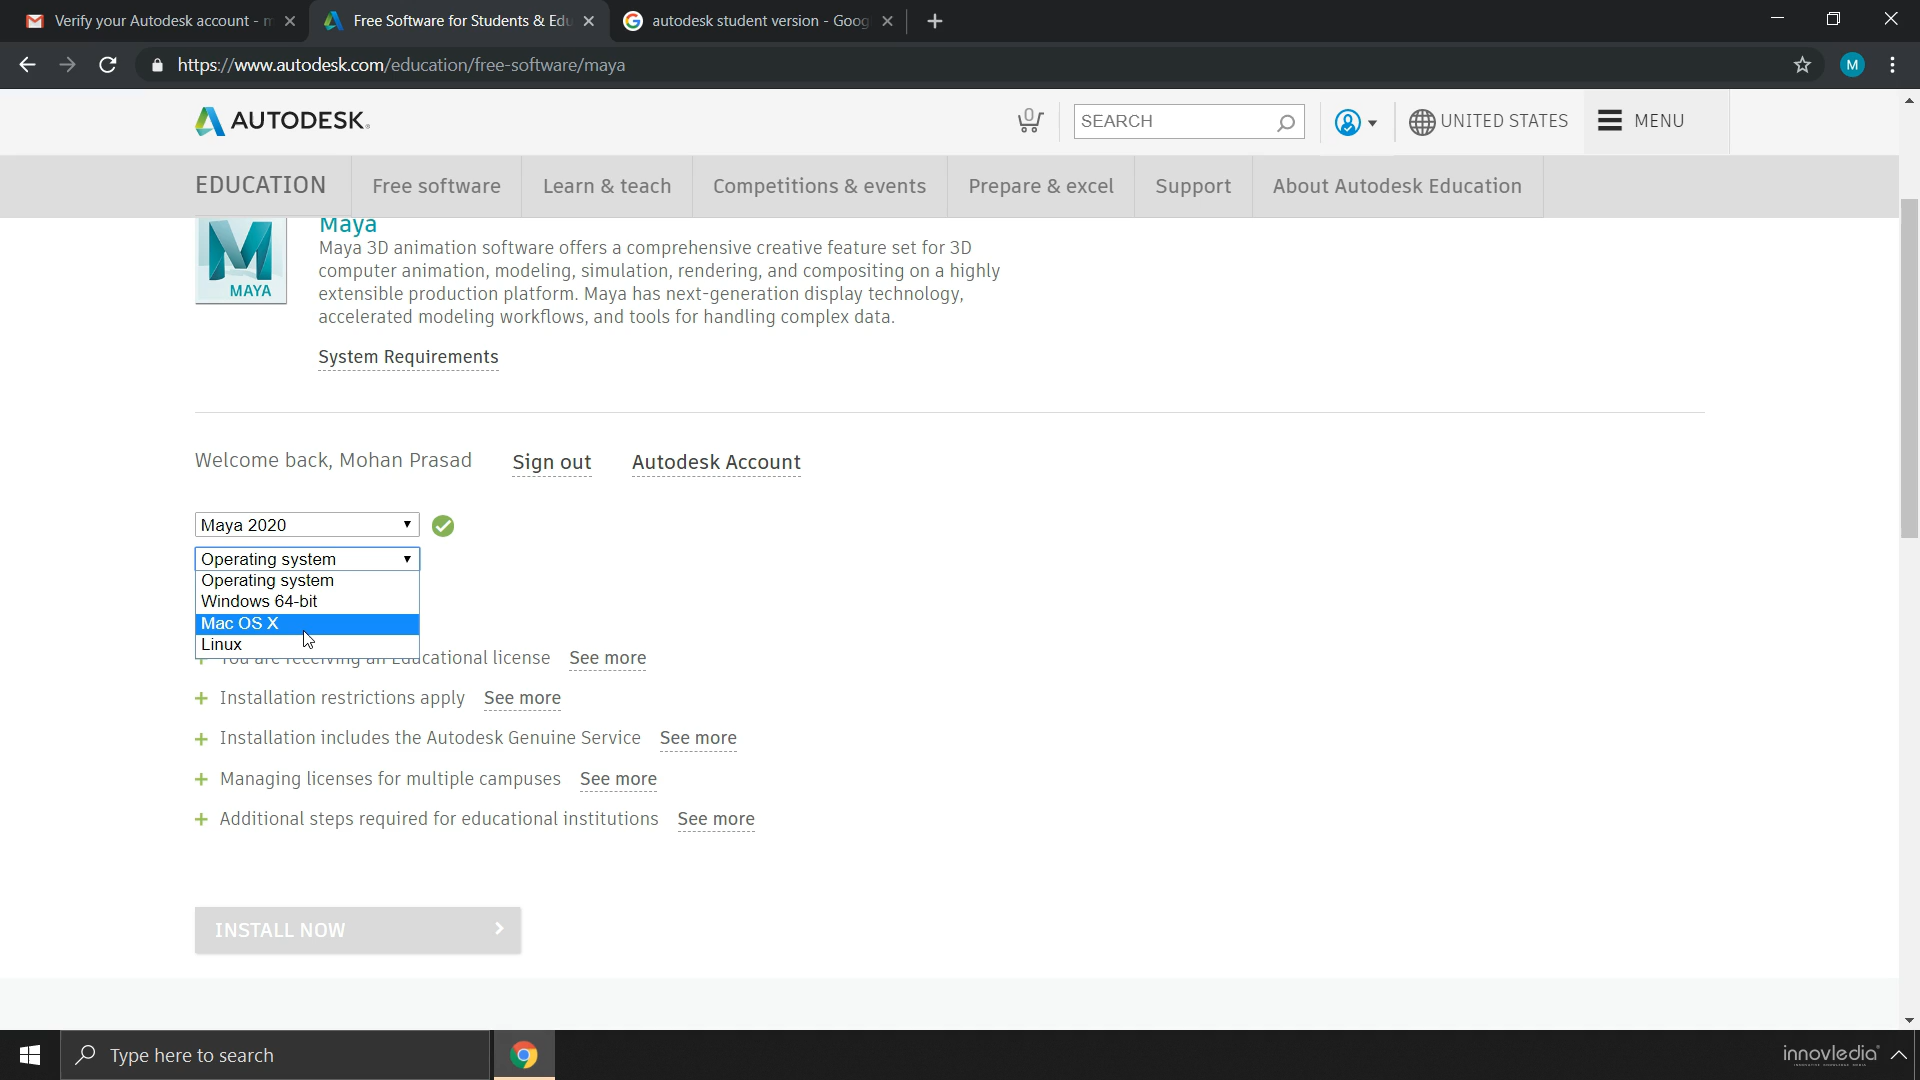 Verify your Autodesk account - m
Free Software for Students & Edu
autodesk student version - Goog
https://www.autodesk.com/education/free-software/maya
M
AUTODESK.
0
SEARCH
UNITED STATES
MENU
EDUCATION
Free software
Learn & teach
Competitions & events
Prepare & excel
Support
About Autodesk Education
MAYA
Maya
Maya 3D animation software offers a comprehensive creative feature set for 3D
computer animation, modeling, simulation, rendering, and compositing on a highly
extensible production platform. Maya has next-generation display technology,
accelerated modeling workflows, and tools for handling complex data.
System Requirements
Welcome back, Mohan Prasad
Sign out
Autodesk Account
Maya 2020
Operating system
Operating system
Windows 64-bit
Mac OS X
Linux
+ You are receiving an Educational license See more
+ Installation restrictions apply See more
+ Installation includes the Autodesk Genuine Service See more
+ Managing licenses for multiple campuses See more
+ Additional steps required for educational institutions See more
INSTALL NOW
Type here to search
innovledia